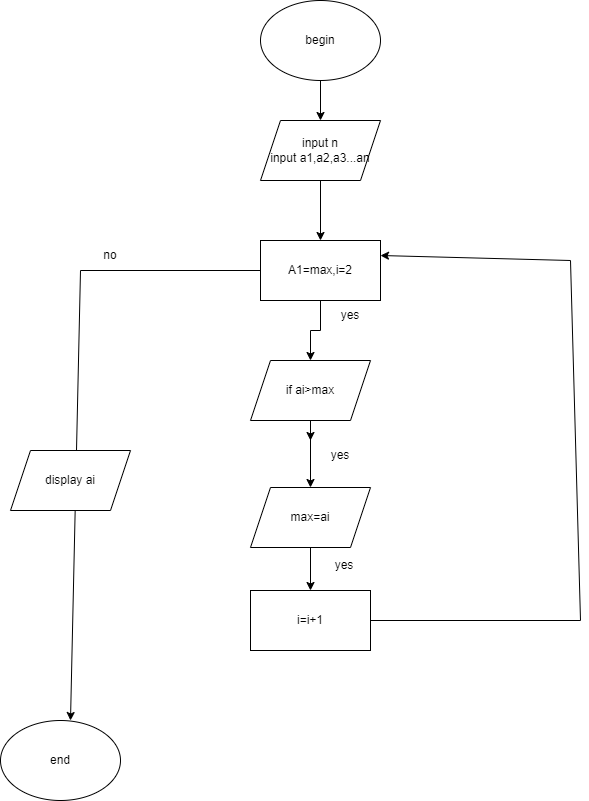 begin
input n
input a1,a2,a3...an
no
A1=max,i=2
yes
if ai>max
yes
display ai
max=ai
yes
i=i+1
end